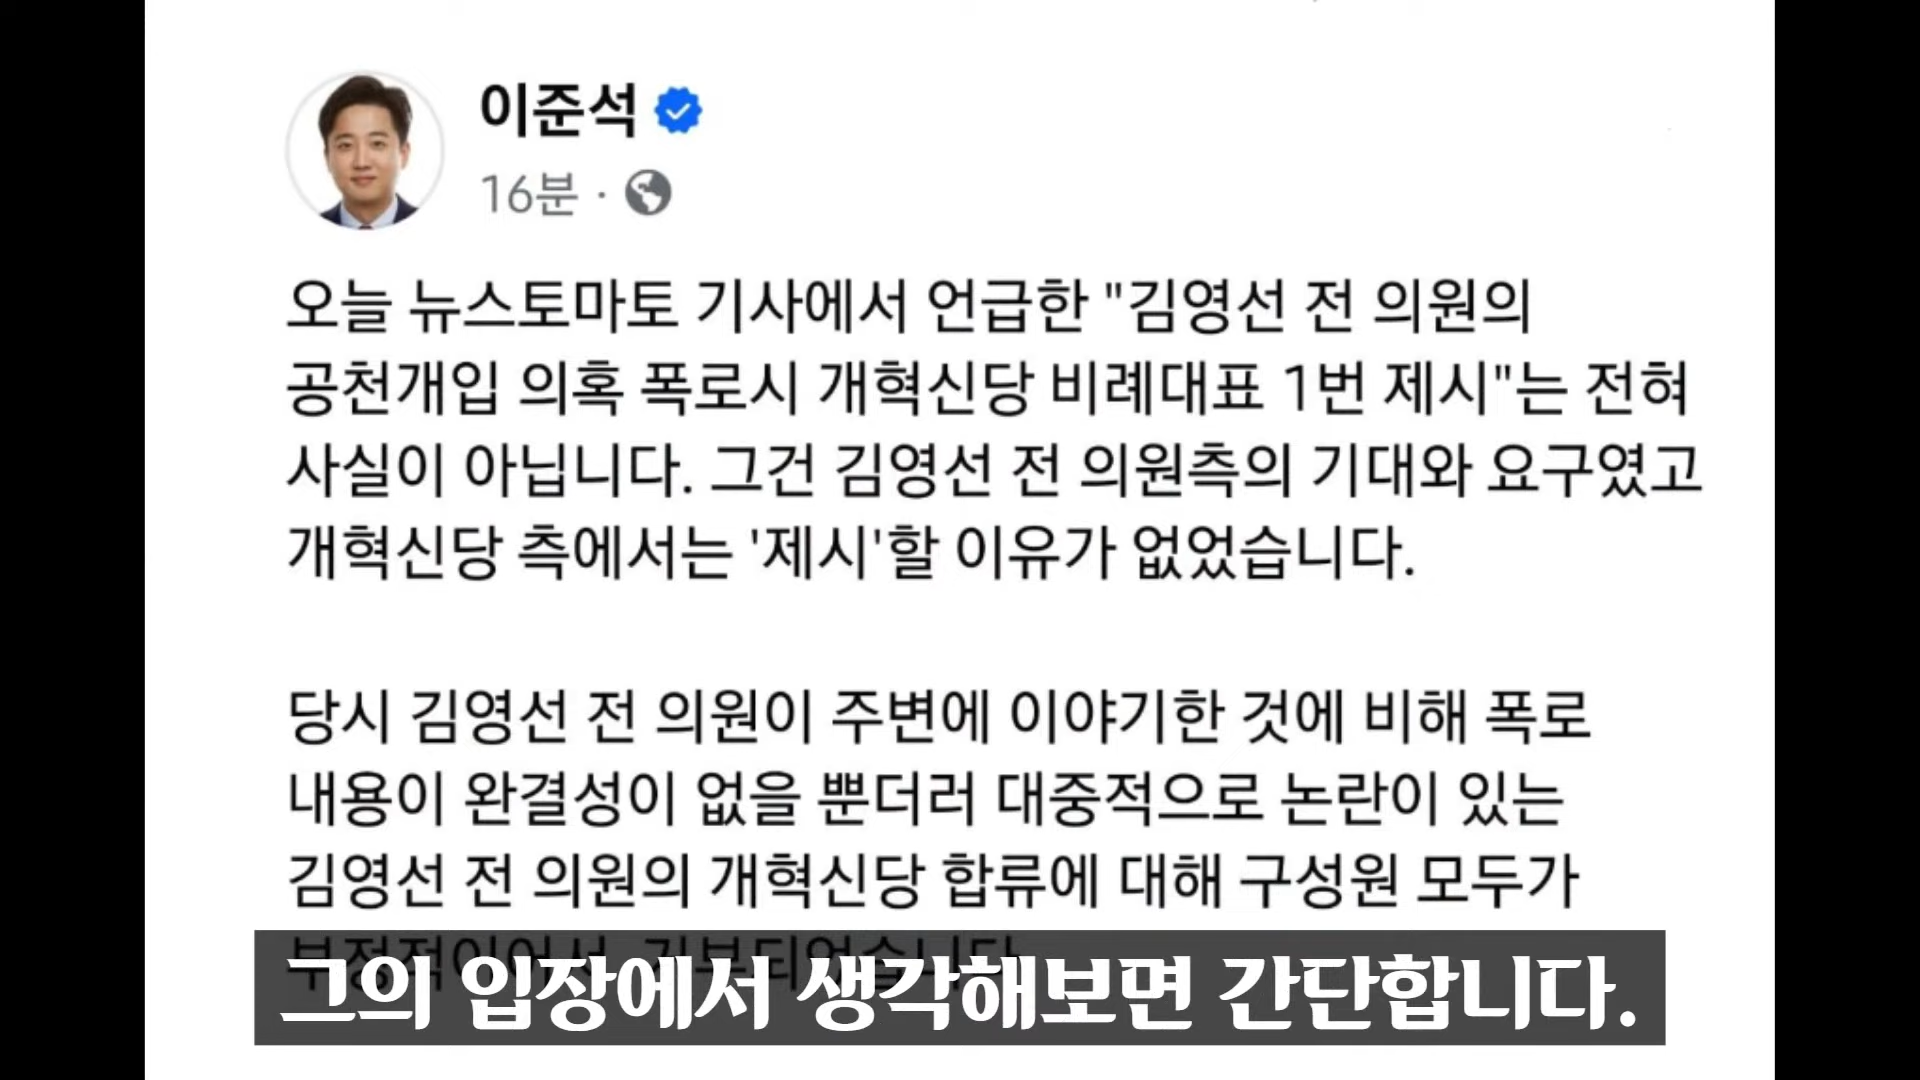 이준석
16분 ·
오늘 뉴스토마토 기사에서 언급한 "김영선 전 의원의
공천개입 의혹 폭로시 개혁신당 비례대표 1번 제시"는 전혀
사실이 아닙니다. 그건 김영선 전 의원측의 기대와 요구였고
개혁신당 측에서는 '제시'할 이유가 없었습니다.
당시 김영선 전 의원이 주변에 이야기한 것에 비해 폭로
내용이 완결성이 없을 뿐더러 대중적으로 논란이 있는
김영선 전 의원의 개혁신당 합류에 대해 구성원 모두가
그의 입장에서 생각해보면 간단합니다.